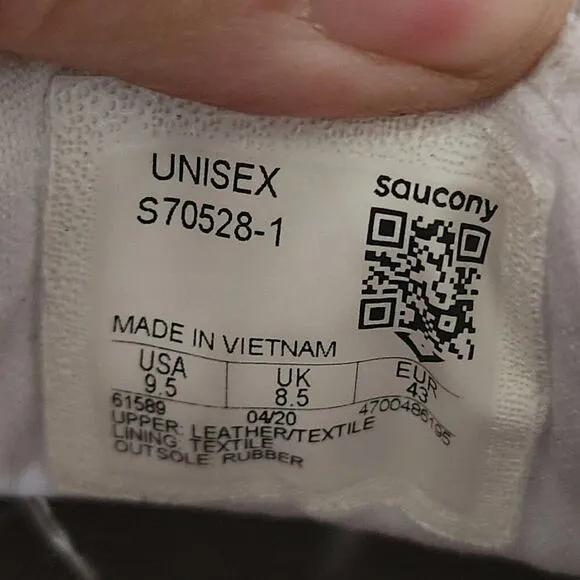 UNISEX
S70528-1
saucony
MADE IN VIETNAM
USA UK EUR
9.5 8.5 43
61589 04/20 4700486195
UPPER: LEATHER/TEXTILE
LINING: TEXTILE
OUTSOLE: RUBBER